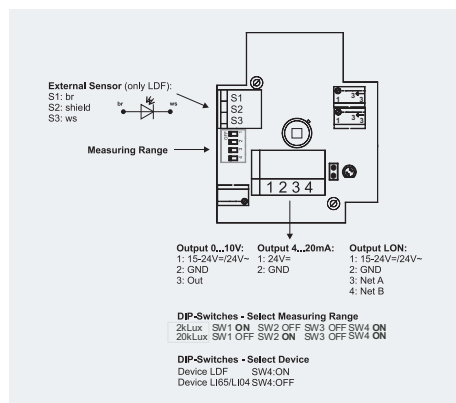 External Sensor (only LDF):
S1: br
S2: shield
S3: ws
br
ws
S1
S2
S3
1
3
1
3
Measuring Range
1 2 3 4
Output 0...10V:
1: 15-24V=/24V~
2: GND
3: Out
Output 4...20mA:
1: 24V=
2: GND
Output LON:
1: 15-24V=/24V~
2: GND
3: Net A
4: Net B
DIP-Switches - Select Measuring Range
2kLux SW1 ON SW2 OFF SW3 OFF SW4 ON
20kLux SW1 OFF SW2 ON SW3 OFF SW4 ON
DIP-Switches - Select Device
Device LDF SW4:ON
Device LI65/LI04 SW4:OFF